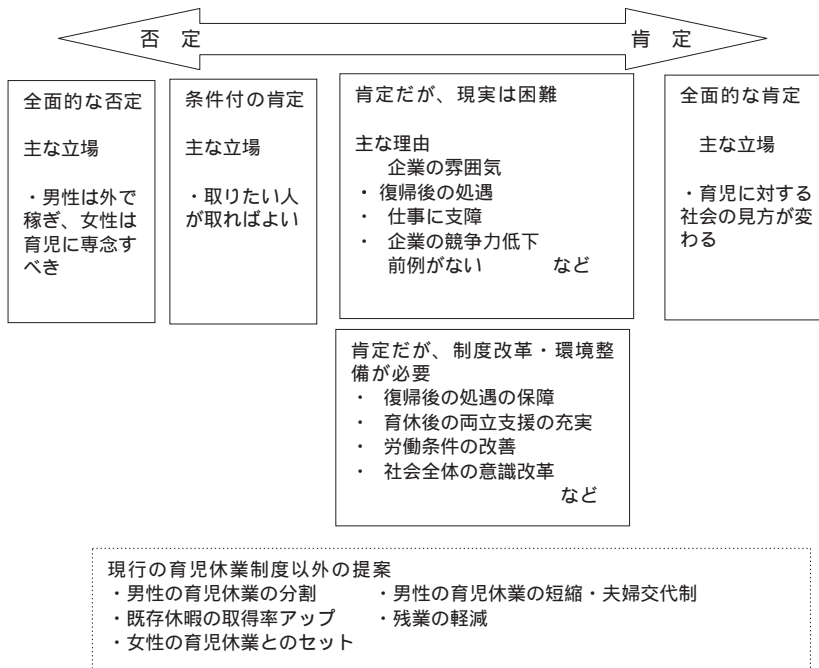 否 定
肯 定
全面的な否定
主な立場
・男性は外で
稼ぎ、女性は
育児に専念す
べき
条件付の肯定
主な立場
・取りたい人
が取ればよい
肯定だが、現実は困難
主な理由
企業の雰囲気
・復帰後の処遇
・ 仕事に支障
・ 企業の競争力低下
前例がない など
全面的な肯定
主な立場
・育児に対する
社会の見方が変
わる
肯定だが、制度改革・環境整
備が必要
・ 復帰後の処遇の保障
・ 育休後の両立支援の充実
・ 労働条件の改善
・ 社会全体の意識改革
など
現行の育児休業制度以外の提案
・男性の育児休業の分割 ・男性の育児休業の短縮・夫婦交代制
・既存休暇の取得率アップ ・残業の軽減
・女性の育児休業とのセット